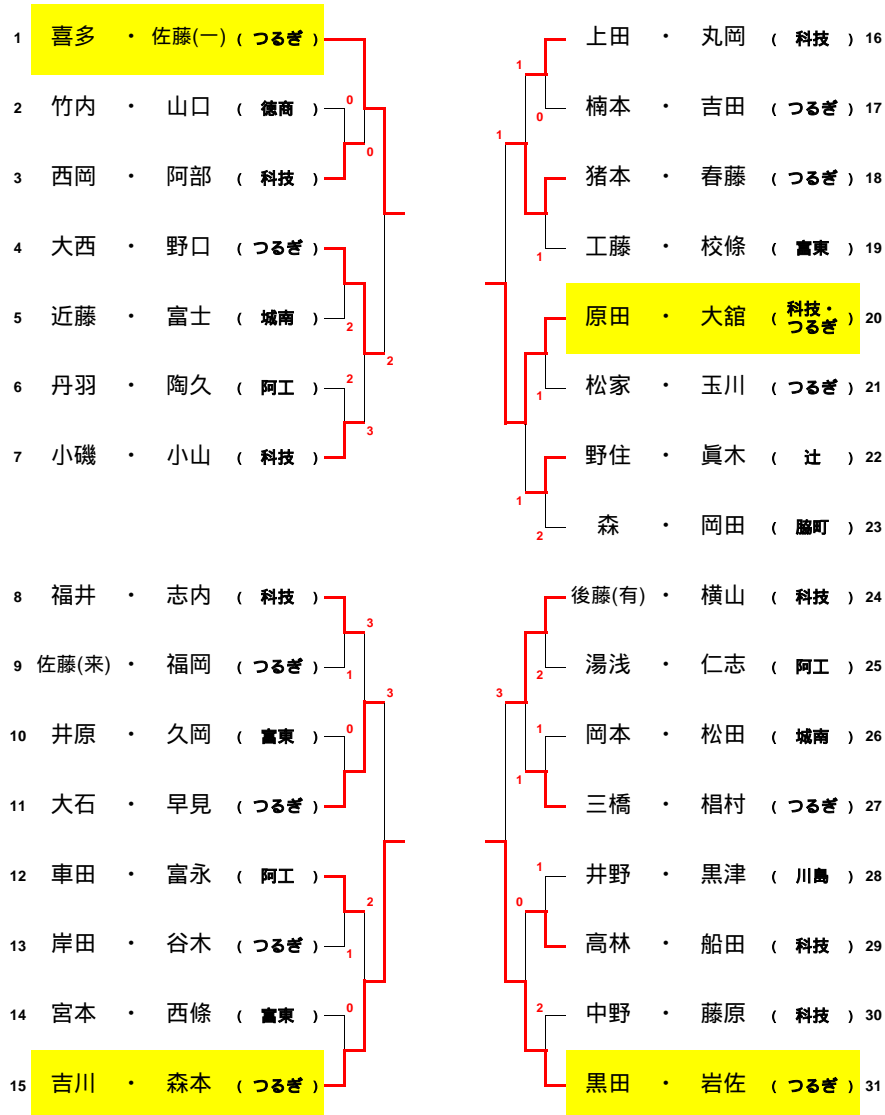 1 喜多 ・ 佐藤(一) ( つるぎ )
0
2 竹内 ・ 山口 ( 徳商 )
0
3 西岡 ・ 阿部 ( 科技 )
4 大西 ・ 野口 ( つるぎ )
5 近藤 ・ 富士 ( 城南 )
2
2
6 丹羽 ・ 陶久 ( 阿工 )
2
3
7 小磯 ・ 小山 ( 科技 )
8 福井 ・ 志内 ( 科技 )
3
9 佐藤(来) ・ 福岡 ( つるぎ )
1
3
10 井原 ・ 久岡 ( 富東 )
0
11 大石 ・ 早見 ( つるぎ )
12 車田 ・ 富永 ( 阿工 )
2
13 岸田 ・ 谷木 ( つるぎ )
1
14 宮本 ・ 西條 ( 富東 )
0
15 吉川 ・ 森本 ( つるぎ )
上田 ・ 丸岡 ( 科技 ) 16
1
楠本 ・ 吉田 ( つるぎ ) 17
0
1
猪本 ・ 春藤 ( つるぎ ) 18
工藤 ・ 校條 (富東 ) 19
1
原田 ・ 大舘 ( 科技・つるぎ ) 20
松家 ・ 玉川 ( つるぎ ) 21
1
野住 ・ 眞木 ( 辻 ) 22
1
森 ・ 岡田 ( 脇町 ) 23
2
後藤(有) ・ 横山 ( 科技 ) 24
湯浅 ・ 仁志 ( 阿工 ) 25
2
3
岡本 ・ 松田 ( 城南 ) 26
1
1
三橋 ・ 椙村 ( つるぎ ) 27
井野 ・ 黒津 ( 川島 ) 28
1
0
高林 ・ 船田 ( 科技 ) 29
中野 ・ 藤原 ( 科技 ) 30
2
黒田 ・ 岩佐 ( つるぎ ) 31